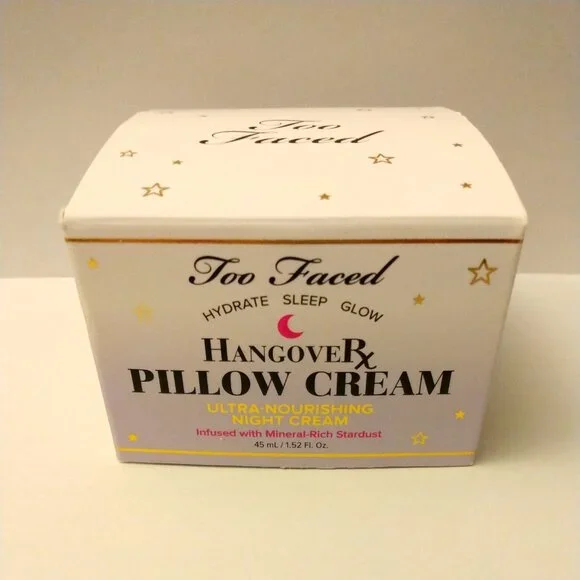 Too
Faced
Too Faced
HYDRATE SLEEP GLOW
HANGOVERx
PILLOW CREAM
ULTRA-NOURISHING
NIGHT CREAM
Infused with Mineral-Rich Stardust
45 mL / 1.52 Fl. Oz.